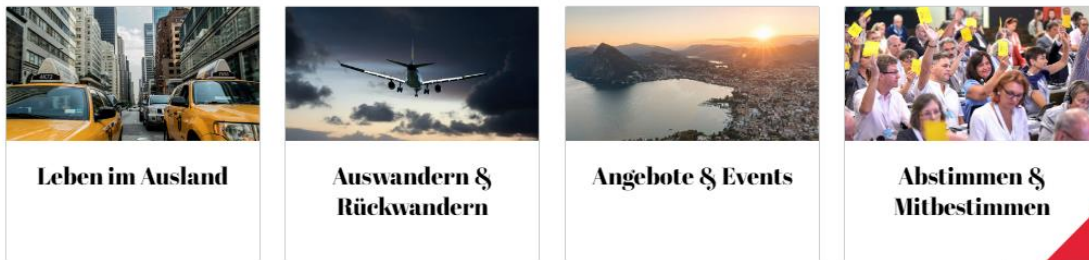 Leben im Ausland
Auswandern &
Rückwandern
Angebote & Events
Abstimmen &
Mitbestimmen